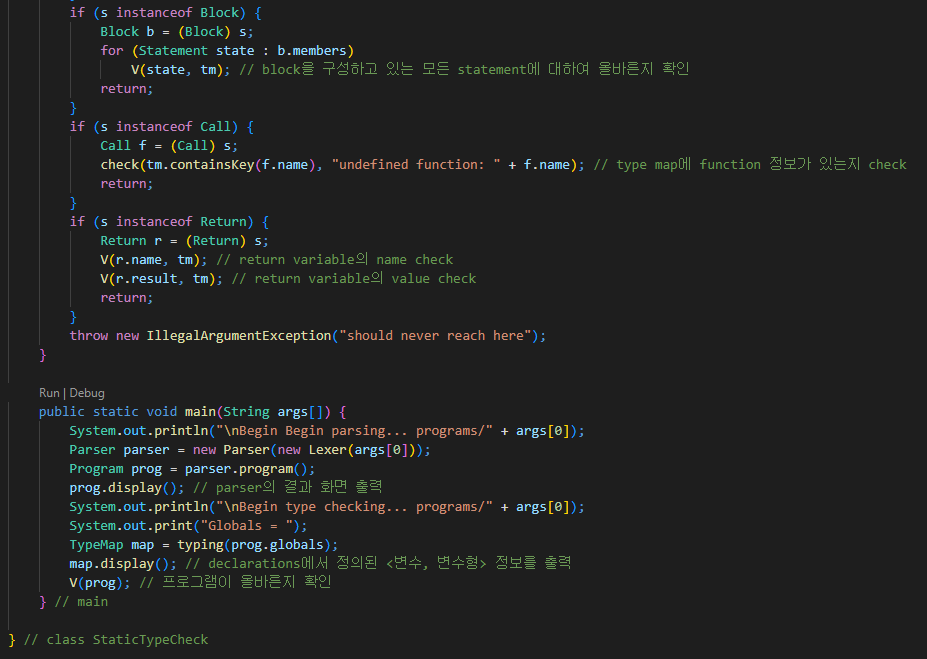 if (s instanceof Block) {
Block b = (Block) s;
for (Statement state : b.members)
V(state, tm); // block을 구성하고 있는 모든 statement에 대하여 올바른지 확인
return;
}
if (s instanceof Call) {
Call f = (Call) s;
check(tm.containsKey(f.name), "undefined function: " + f.name); // type map에 function 정보가 있는지 check
return;
}
if (s instanceof Return) {
Return r = (Return) s;
V(r.name, tm); // return variable의 name check
V(r.result, tm); // return variable의 value check
return;
}
throw new IllegalArgumentException("should never reach here");
}
Run | Debug
public static void main(String args[]) {
System.out.println("\nBegin Begin parsing... programs/" + args[0]);
Parser parser = new Parser(new Lexer(args[0]));
Program prog = parser.program();
prog.display(); // parser의 결과 화면 출력
System.out.println("\nBegin type checking... programs/" + args[0]);
System.out.print("Globals = ");
TypeMap map = typing(prog.globals);
map.display(); // declarations에서 정의된 <변수, 변수형> 정보를 출력
V(prog); // 프로그램이 올바른지 확인
} // main
} // class StaticTypeCheck